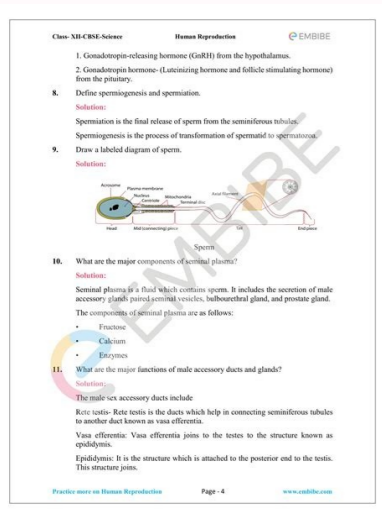 Class- XII-CBSE-Science Human Reproduction EMBIBE
1. Gonadotropin-releasing hormone (GnRH) from the hypothalamus.
2. Gonadotropin hormone- (Luteinizing hormone and follicle stimulating hormone)
from the pituitary.
8. Define spermiogenesis and spermiation.
Solution:
Spermiation is the final release of sperm from the seminiferous tubules.
Spermiogenesis is the process of transformation of spermatid to spermatozoa.
9. Draw a labeled diagram of sperm.
Solution:
Acrosome
Plasma membrane
Nucleus
Centriole
Mitochondria
Terminal disc
Axial filament
Head Mid (connecting) piece Tail End piece
Sperm
10. What are the major components of seminal plasma?
Solution:
Seminal plasma is a fluid which contains sperm. It includes the secretion of male
accessory glands paired seminal vesicles, bulbourethral gland, and prostate gland.
The components of seminal plasma are as follows:
• Fructose
• Calcium
• Enzymes
11. What are the major functions of male accessory ducts and glands?
Solution:
The male sex accessory ducts include
Rete testis- Rete testis is the ducts which help in connecting seminiferous tubules
to another duct known as vasa efferentia.
Vasa efferentia: Vasa efferentia joins to the testes to the structure known as
epididymis.
Epididymis: It is the structure which is attached to the posterior end to the testis.
This structure joins.
Practice more on Human Reproduction Page - 4 www.embibe.com
EMBIBE